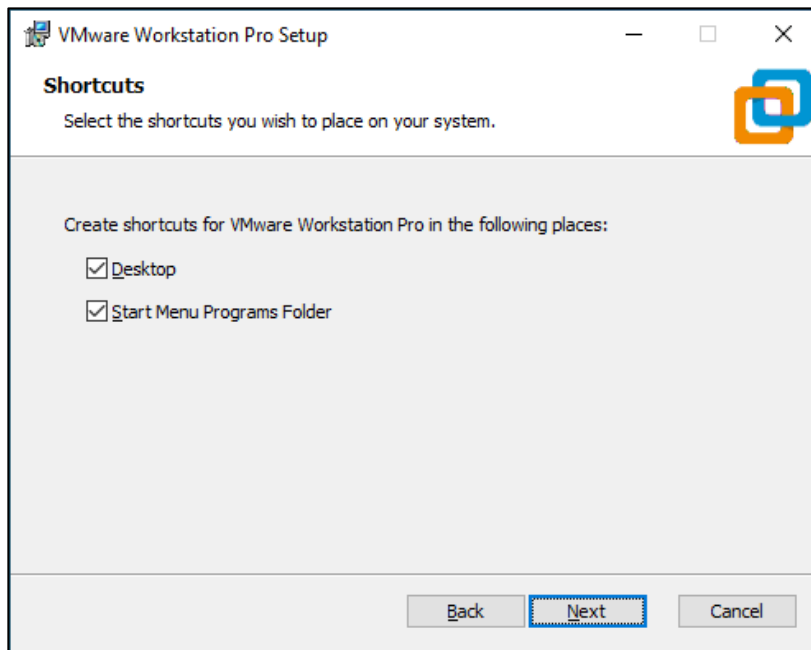 VMware Workstation Pro Setup
Shortcuts
Select the shortcuts you wish to place on your system.
Create shortcuts for VMware Workstation Pro in the following places:
Desktop
Start Menu Programs Folder
Back Next Cancel